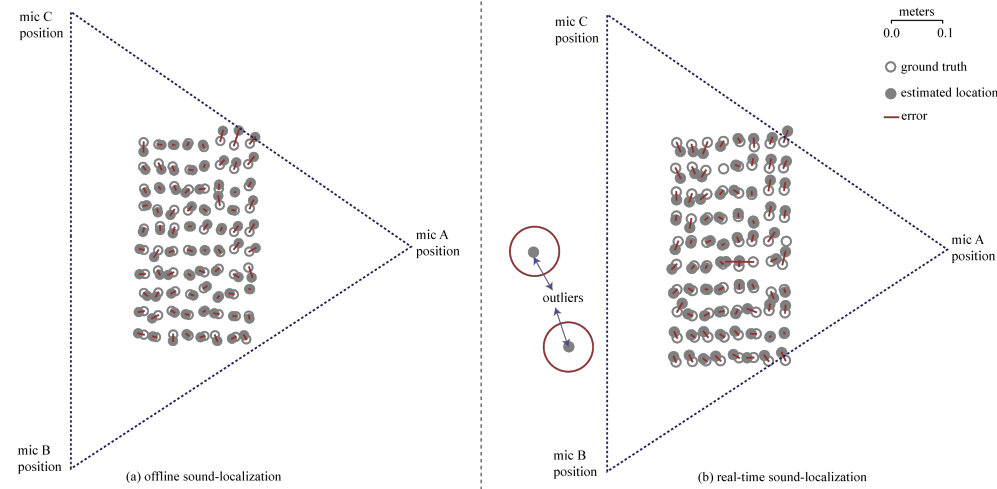 mic C
position
mic A
position
mic B
position
(a) offline sound-localization
mic C
position
meters
0.0
0.1
ground truth
estimated location
error
mic A
position
outliers
mic B
position
(b) real-time sound-localization